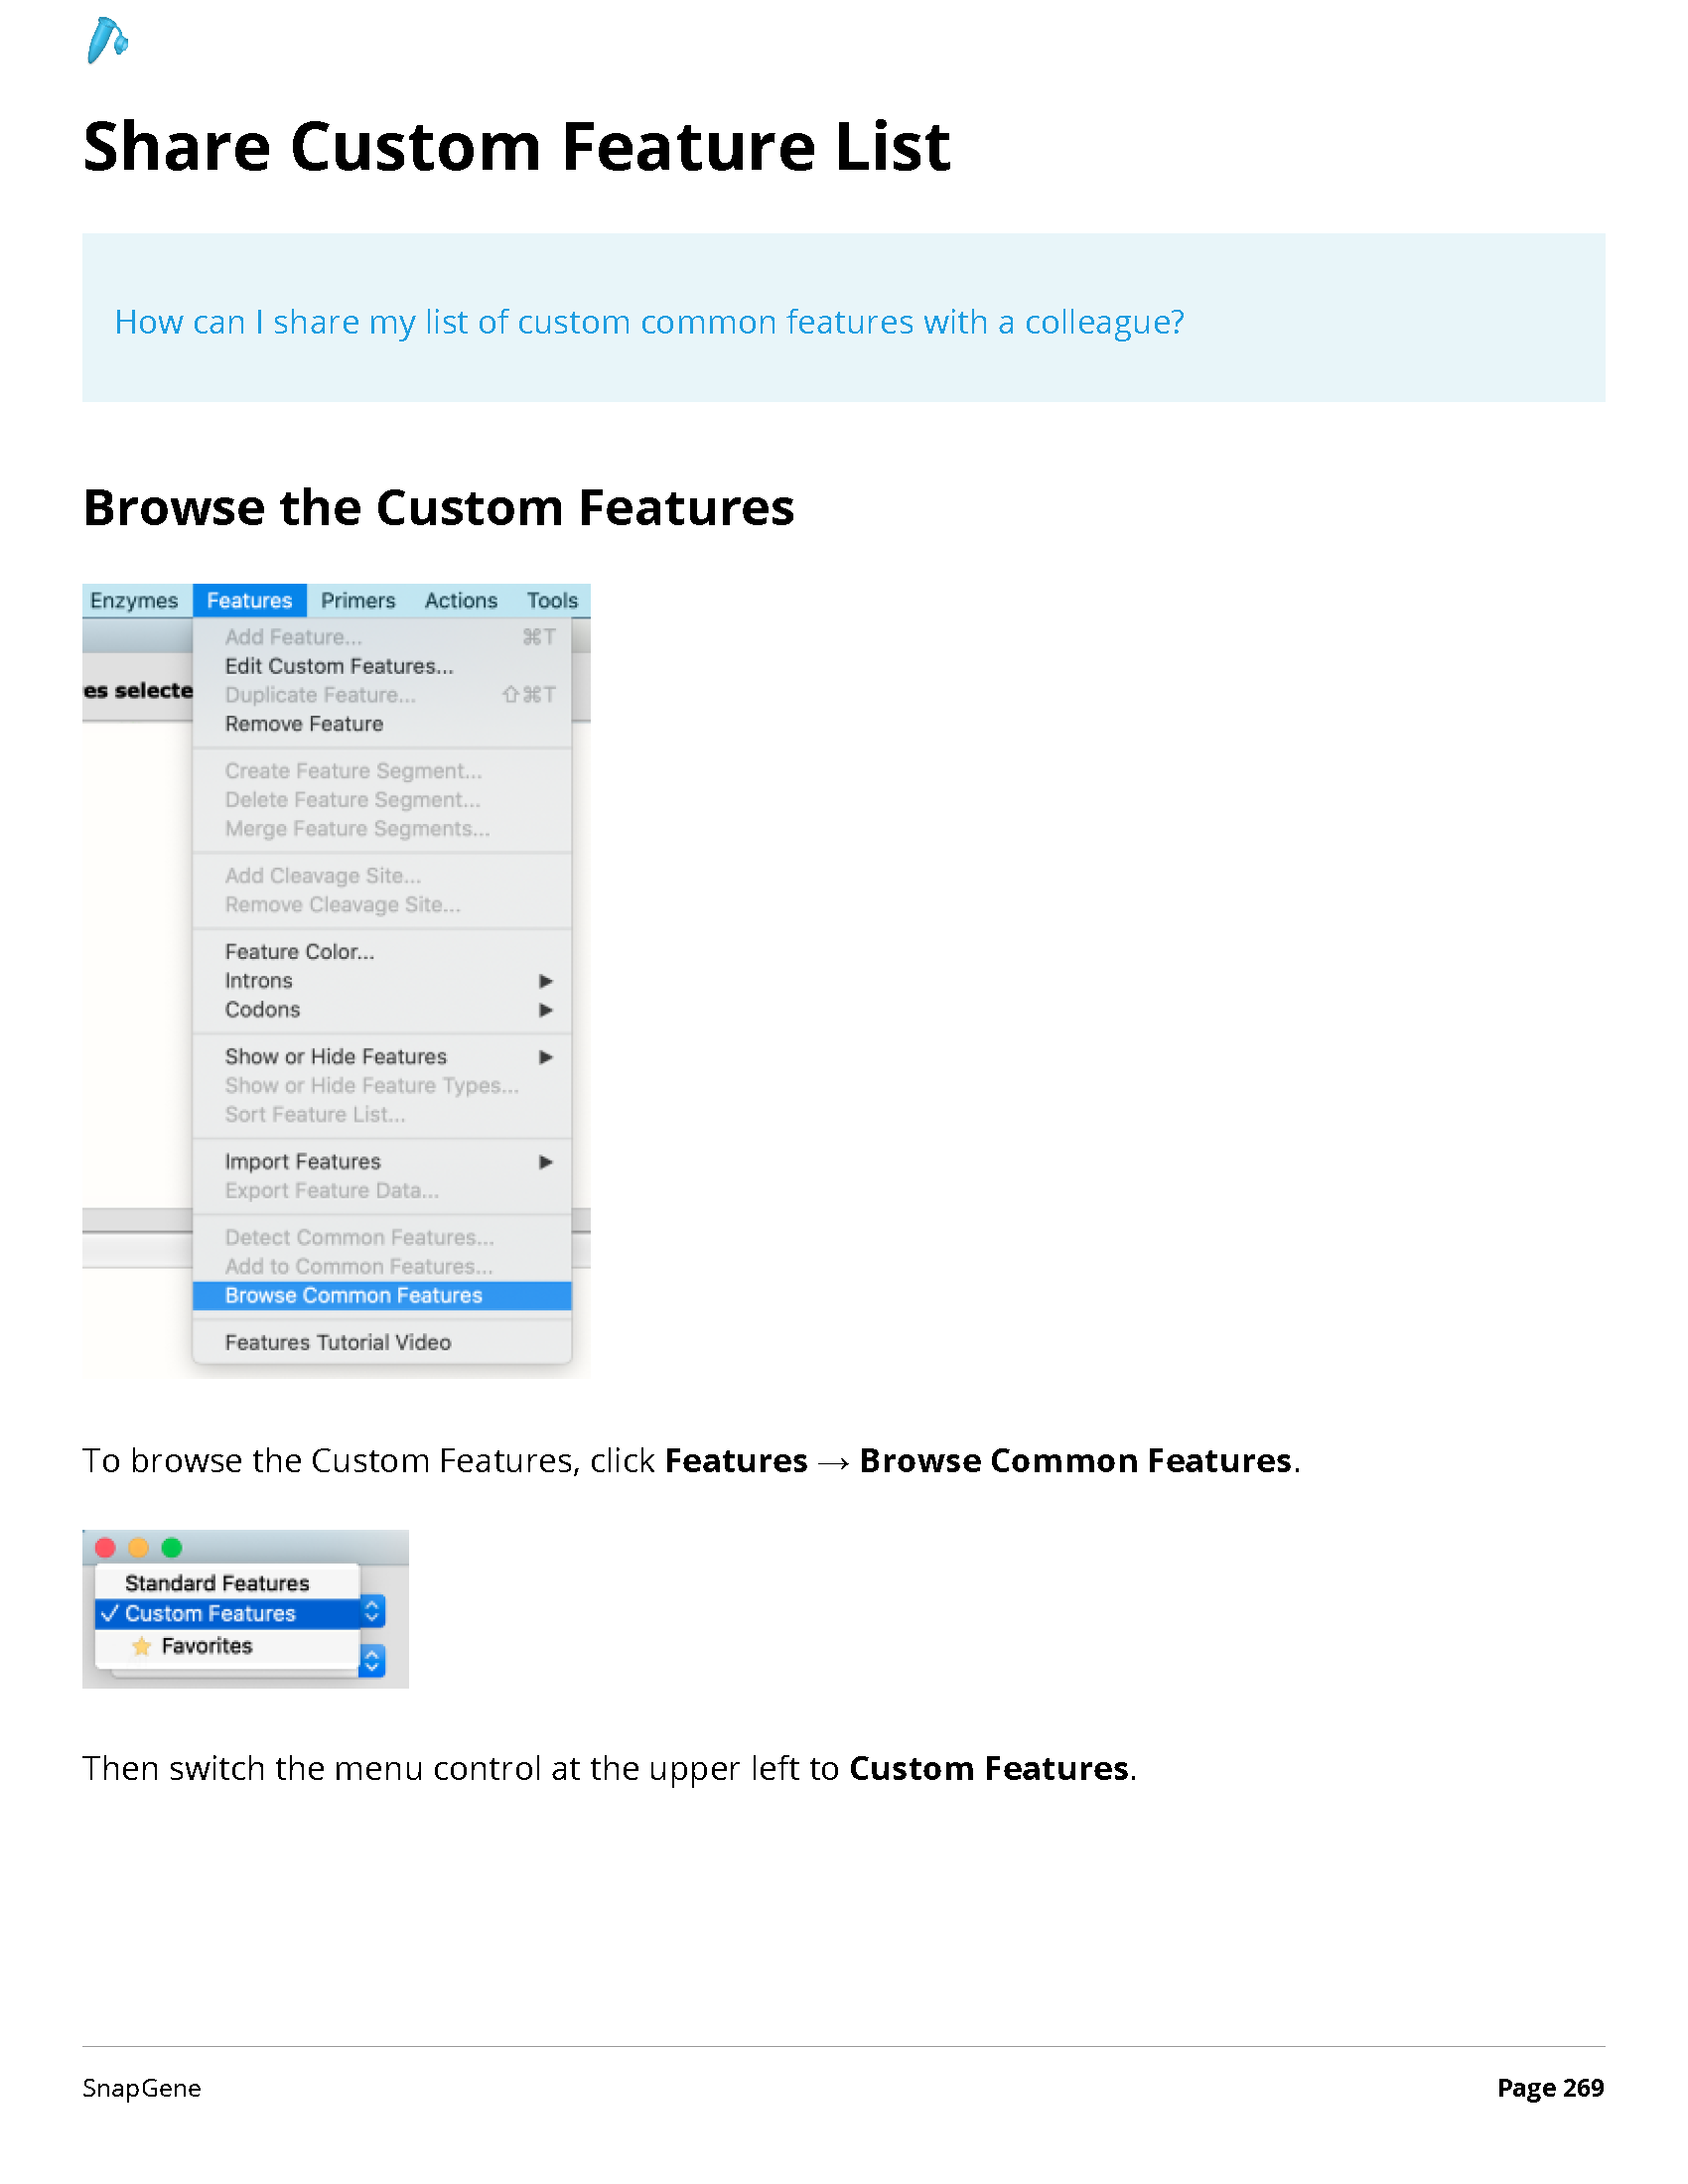 Share Custom Feature List
How can I share my list of custom common features with a colleague?
Browse the Custom Features
Enzymes Features Primers Actions Tools
Add Feature... ⌘T
Edit Custom Features...
es selecte
Duplicate Feature... ⇧⌘T
Remove Feature
Create Feature Segment...
Delete Feature Segment...
Merge Feature Segments...
Add Cleavage Site...
Remove Cleavage Site...
Feature Color...
Introns ▶
Codons ▶
Show or Hide Features ▶
Show or Hide Feature Types...
Sort Feature List...
Import Features ▶
Export Feature Data...
Detect Common Features...
Add to Common Features...
Browse Common Features
Features Tutorial Video
To browse the Custom Features, click Features → Browse Common Features.
Standard Features
✓ Custom Features
Favorites
Then switch the menu control at the upper left to Custom Features.
SnapGene Page 269